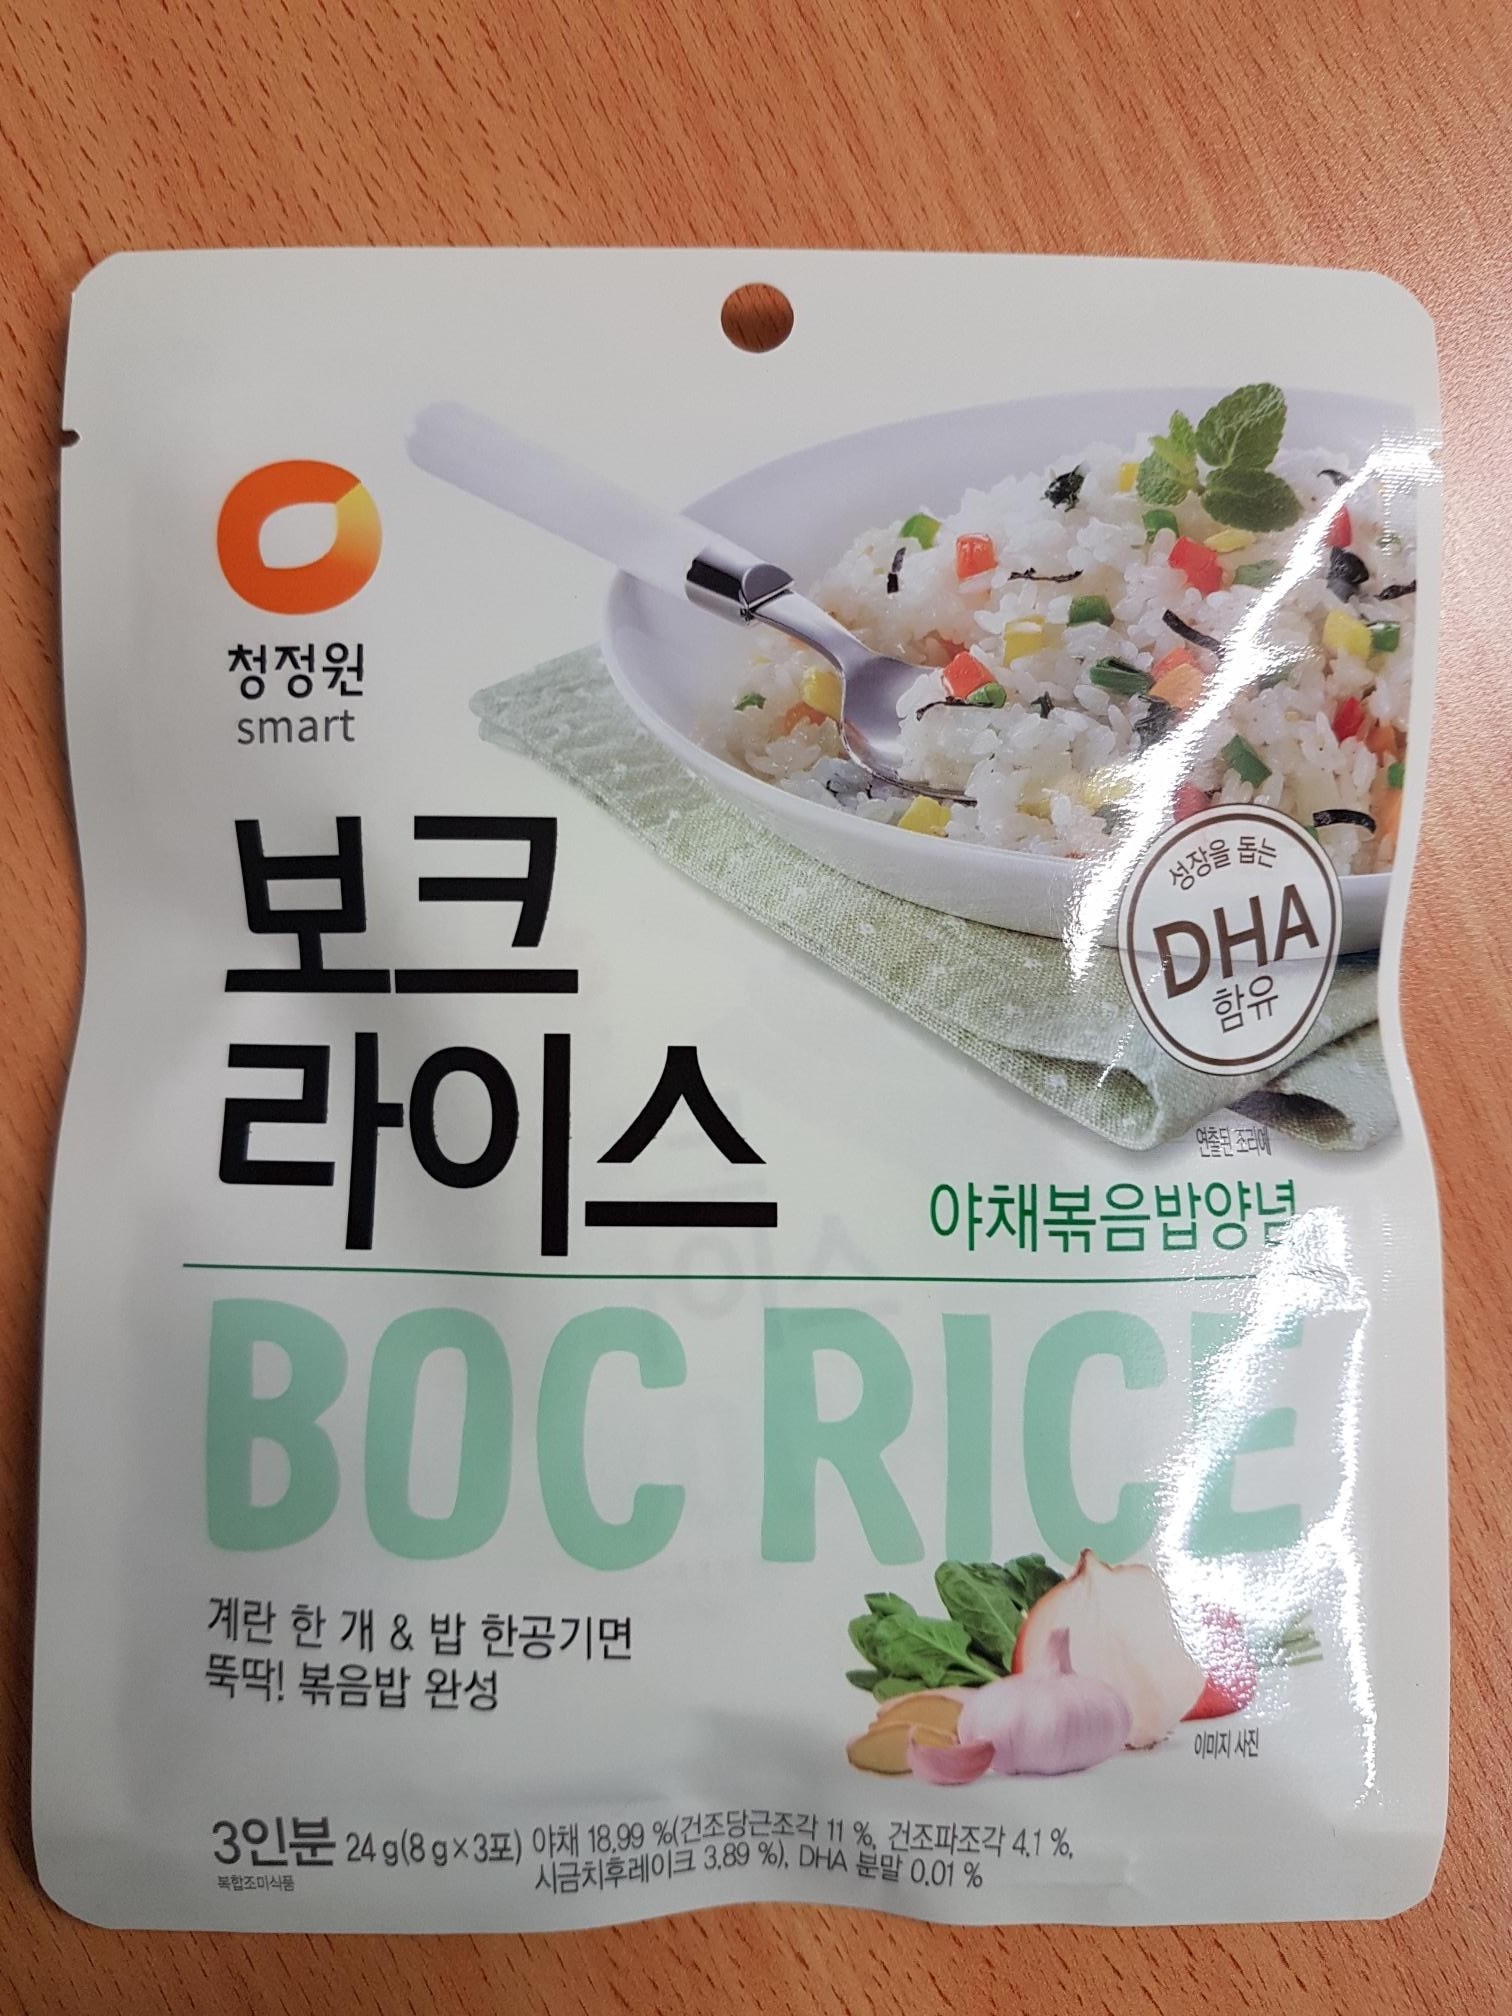 청정원
smart
보크
라이스
성장을 돕는
DHA
함유
연출된 조리예
야채볶음밥양념
BOC RICE
계란 한 개 & 밥 한공기면
뚝딱! 볶음밥 완성
이미지 사진
3인분 24 g(8 g×3포) 야채 18.99 %(건조당근조각 11 %, 건조파조각 4.1 %,
시금치후레이크 3.89 %), DHA 분말 0.01 %
복합조미식품